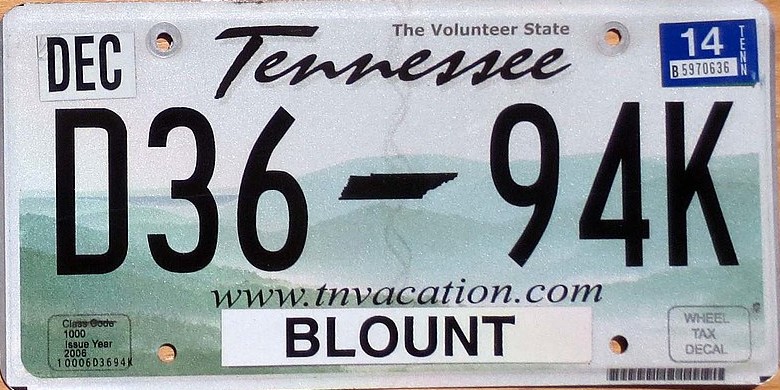 The Volunteer State
DEC
Tennessee
14
TENN
B 5970636
D36 94K
www.tnvacation.com
BLOUNT
Class Code
1000
Issue Year
2006
10006D3694K
WHEEL
TAX
DECAL